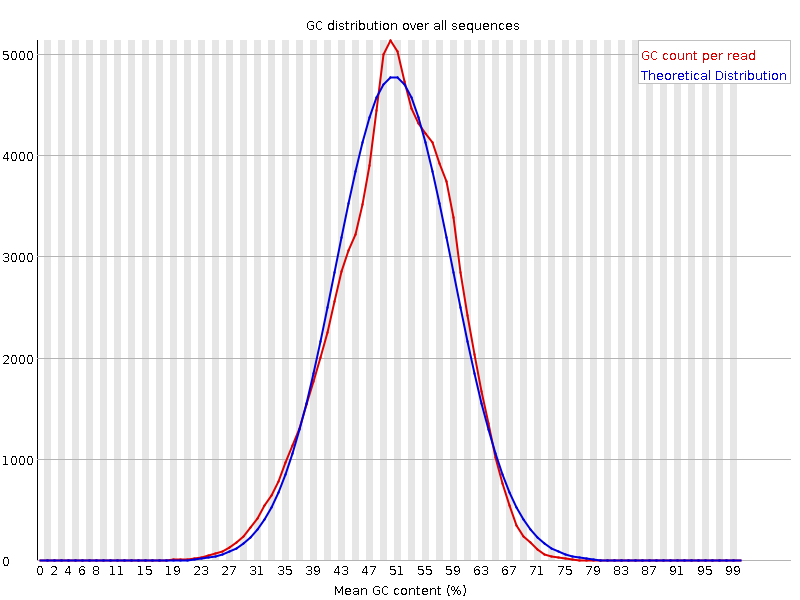 GC distribution over all sequences
GC count per read
Theoretical Distribution
5000
4000
3000
2000
1000
0
0 2 4 6 8 11 15 19 23 27 31 35 39 43 47 51 55 59 63 67 71 75 79 83 87 91 95 99
Mean GC content (%)